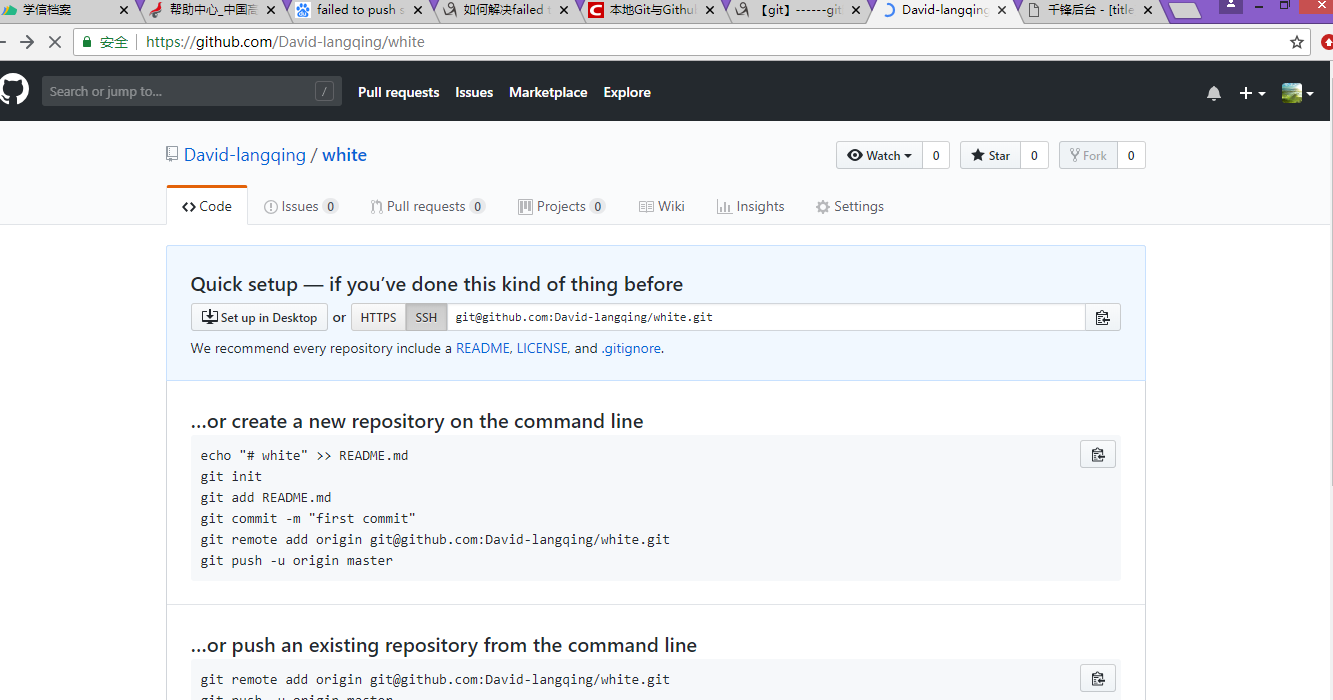 学信档案
帮助中心_中国高
failed to push s
如何解决failed t
本地Git与Github
【git】------git
David-langqing
千锋后台 - [title
安全
https://github.com/David-langqing/white
Search or jump to...
/
Pull requests
Issues
Marketplace
Explore
David-langqing / white
Watch
0
Star
0
Fork
0
Code
Issues 0
Pull requests 0
Projects 0
Wiki
Insights
Settings
Quick setup — if you’ve done this kind of thing before
Set up in Desktop
or
HTTPS
SSH
git@github.com:David-langqing/white.git
We recommend every repository include a README, LICENSE, and .gitignore.
…or create a new repository on the command line
echo "# white" >> README.md
git init
git add README.md
git commit -m "first commit"
git remote add origin git@github.com:David-langqing/white.git
git push -u origin master
…or push an existing repository from the command line
git remote add origin git@github.com:David-langqing/white.git
git push -u origin master